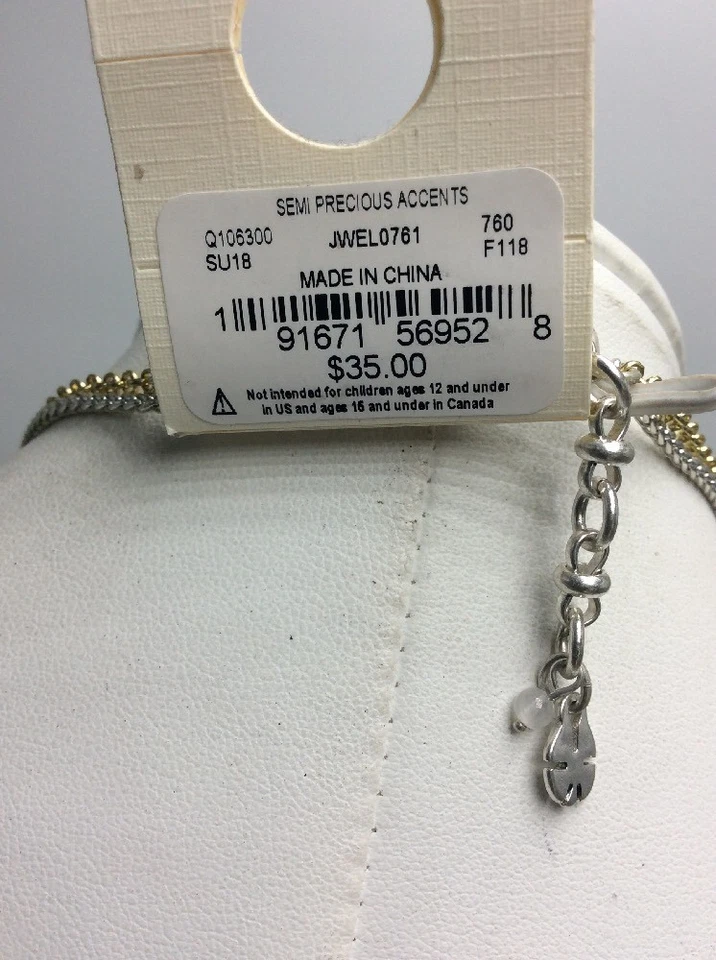 SEMI PRECIOUS ACCENTS
Q106300 JWEL0761 760
SU18 F118
MADE IN CHINA
1 91671 56952 8
$35.00
Not intended for children ages 12 and under
in US and ages 16 and under in Canada